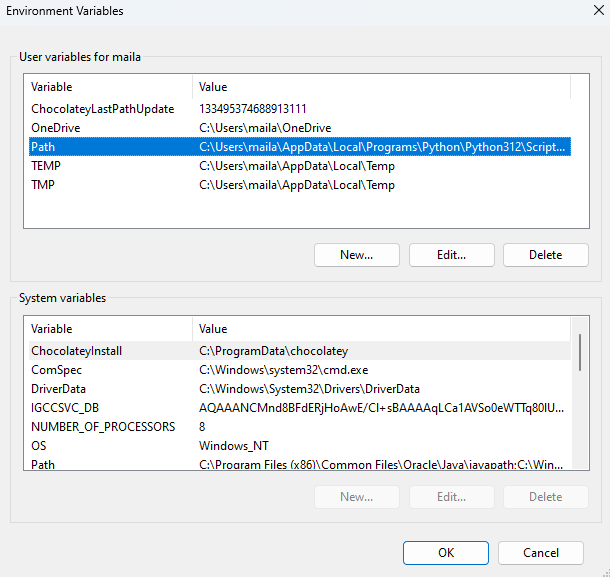 Environment Variables
User variables for maila
Variable Value
ChocolateyLastPathUpdate 133495374688913111
OneDrive C:\Users\maila\OneDrive
Path C:\Users\maila\AppData\Local\Programs\Python\Python312\Script...
TEMP C:\Users\maila\AppData\Local\Temp
TMP C:\Users\maila\AppData\Local\Temp
New... Edit... Delete
System variables
Variable Value
ChocolateyInstall C:\ProgramData\chocolatey
ComSpec C:\Windows\system32\cmd.exe
DriverData C:\Windows\System32\Drivers\DriverData
IGCCSVC_DB AQAAANCMnd8BFdERjHoAwE/Cl+sBAAAAqLCa1AVSo0eWTTq80IU...
NUMBER_OF_PROCESSORS 8
OS Windows_NT
Path C:\Program Files (x86)\Common Files\Oracle\Java\javapath;C:\Win...
New... Edit... Delete
OK Cancel